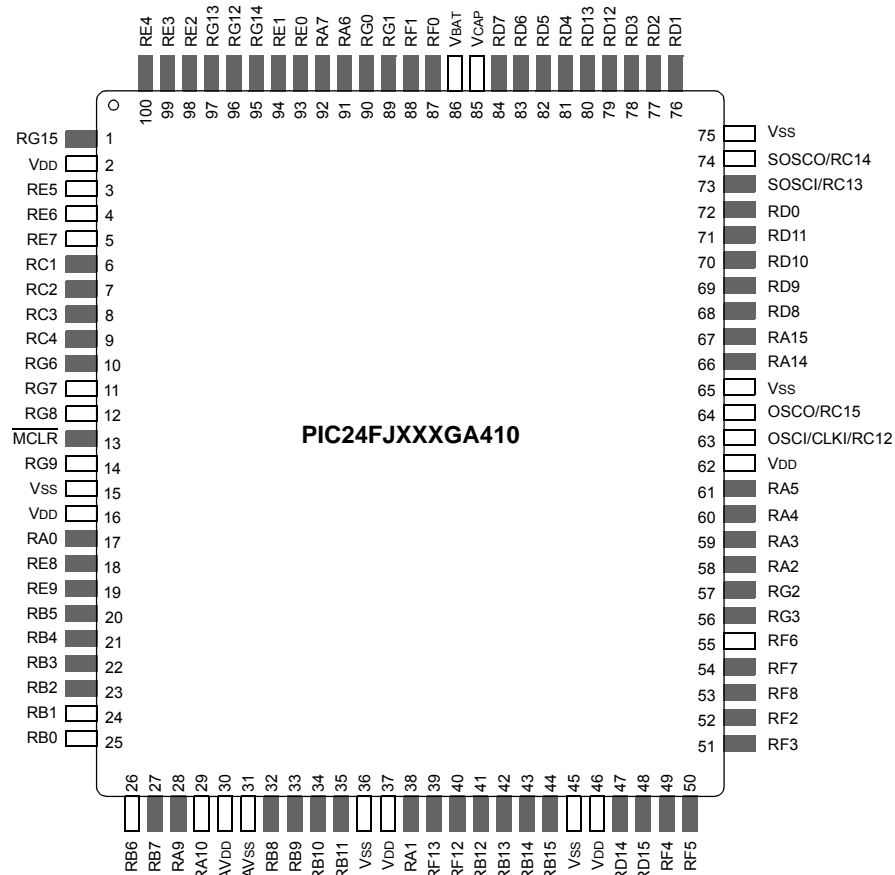 RE4 RE3 RE2 RG13 RG12 RG14 RE1 RE0 RA7 RA6 RG0 RG1 RF1 RF0 VBAT VCAP RD7 RD6 RD5 RD4 RD13 RD12 RD3 RD2 RD1
100 99 98 97 96 95 94 93 92 91 90 89 88 87 86 85 84 83 82 81 80 79 78 77 76
RG15 1
VDD 2
RE5 3
RE6 4
RE7 5
RC1 6
RC2 7
RC3 8
RC4 9
RG6 10
RG7 11
RG8 12
MCLR 13
RG9 14
VSS 15
VDD 16
RA0 17
RE8 18
RE9 19
RB5 20
RB4 21
RB3 22
RB2 23
RB1 24
RB0 25
PIC24FJXXXGA410
75 VSS
74 SOSCO/RC14
73 SOSCI/RC13
72 RD0
71 RD11
70 RD10
69 RD9
68 RD8
67 RA15
66 RA14
65 VSS
64 OSCO/RC15
63 OSCI/CLKI/RC12
62 VDD
61 RA5
60 RA4
59 RA3
58 RA2
57 RG2
56 RG3
55 RF6
54 RF7
53 RF8
52 RF2
51 RF3
26 27 28 29 30 31 32 33 34 35 36 37 38 39 40 41 42 43 44 45 46 47 48 49 50
RB6 RB7 RA9 RA10 AVDD AVSS RB8 RB9 RB10 RB11 VSS VDD RA1 RF13 RF12 RB12 RB13 RB14 RB15 VSS VDD RD14 RD15 RF4 RF5